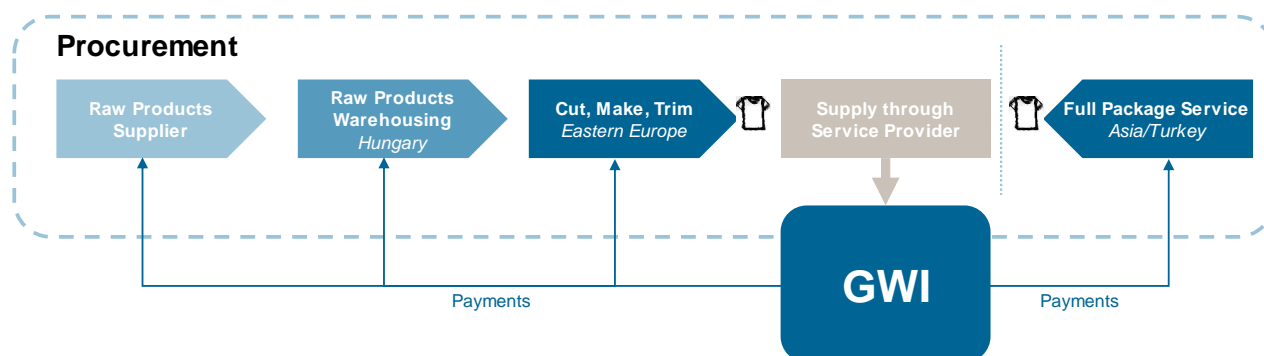 Procurement
Raw Products
Supplier
Raw Products
Warehousing
Hungary
Cut, Make, Trim
Eastern Europe
Supply through
Service Provider
Full Package Service
Asia/Turkey
GWI
Payments
Payments